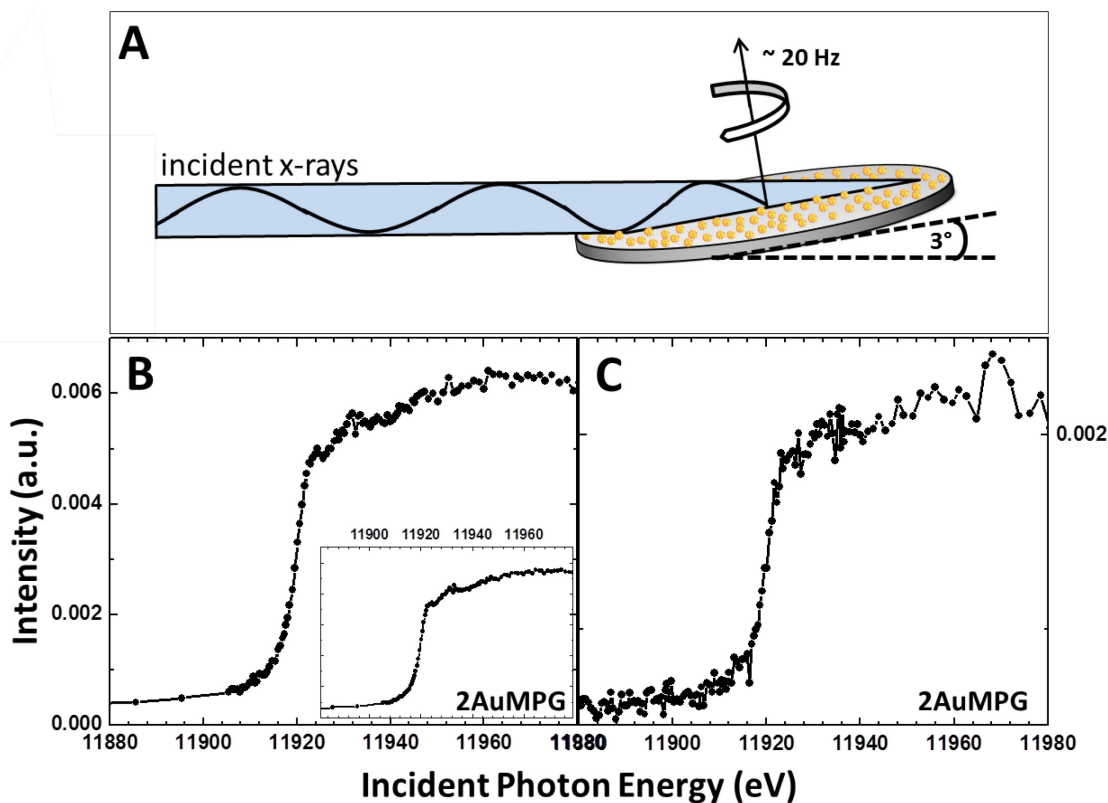 A
~ 20 Hz
incident x-rays
3°
B
C
0.006
0.004
0.002
0.000
0.002
11900 11920 11940 11960
2AuMPG
2AuMPG
11880 11900 11920 11940 11960 11980
11880 11900 11920 11940 11960 11980
Intensity (a.u.)
Incident Photon Energy (eV)